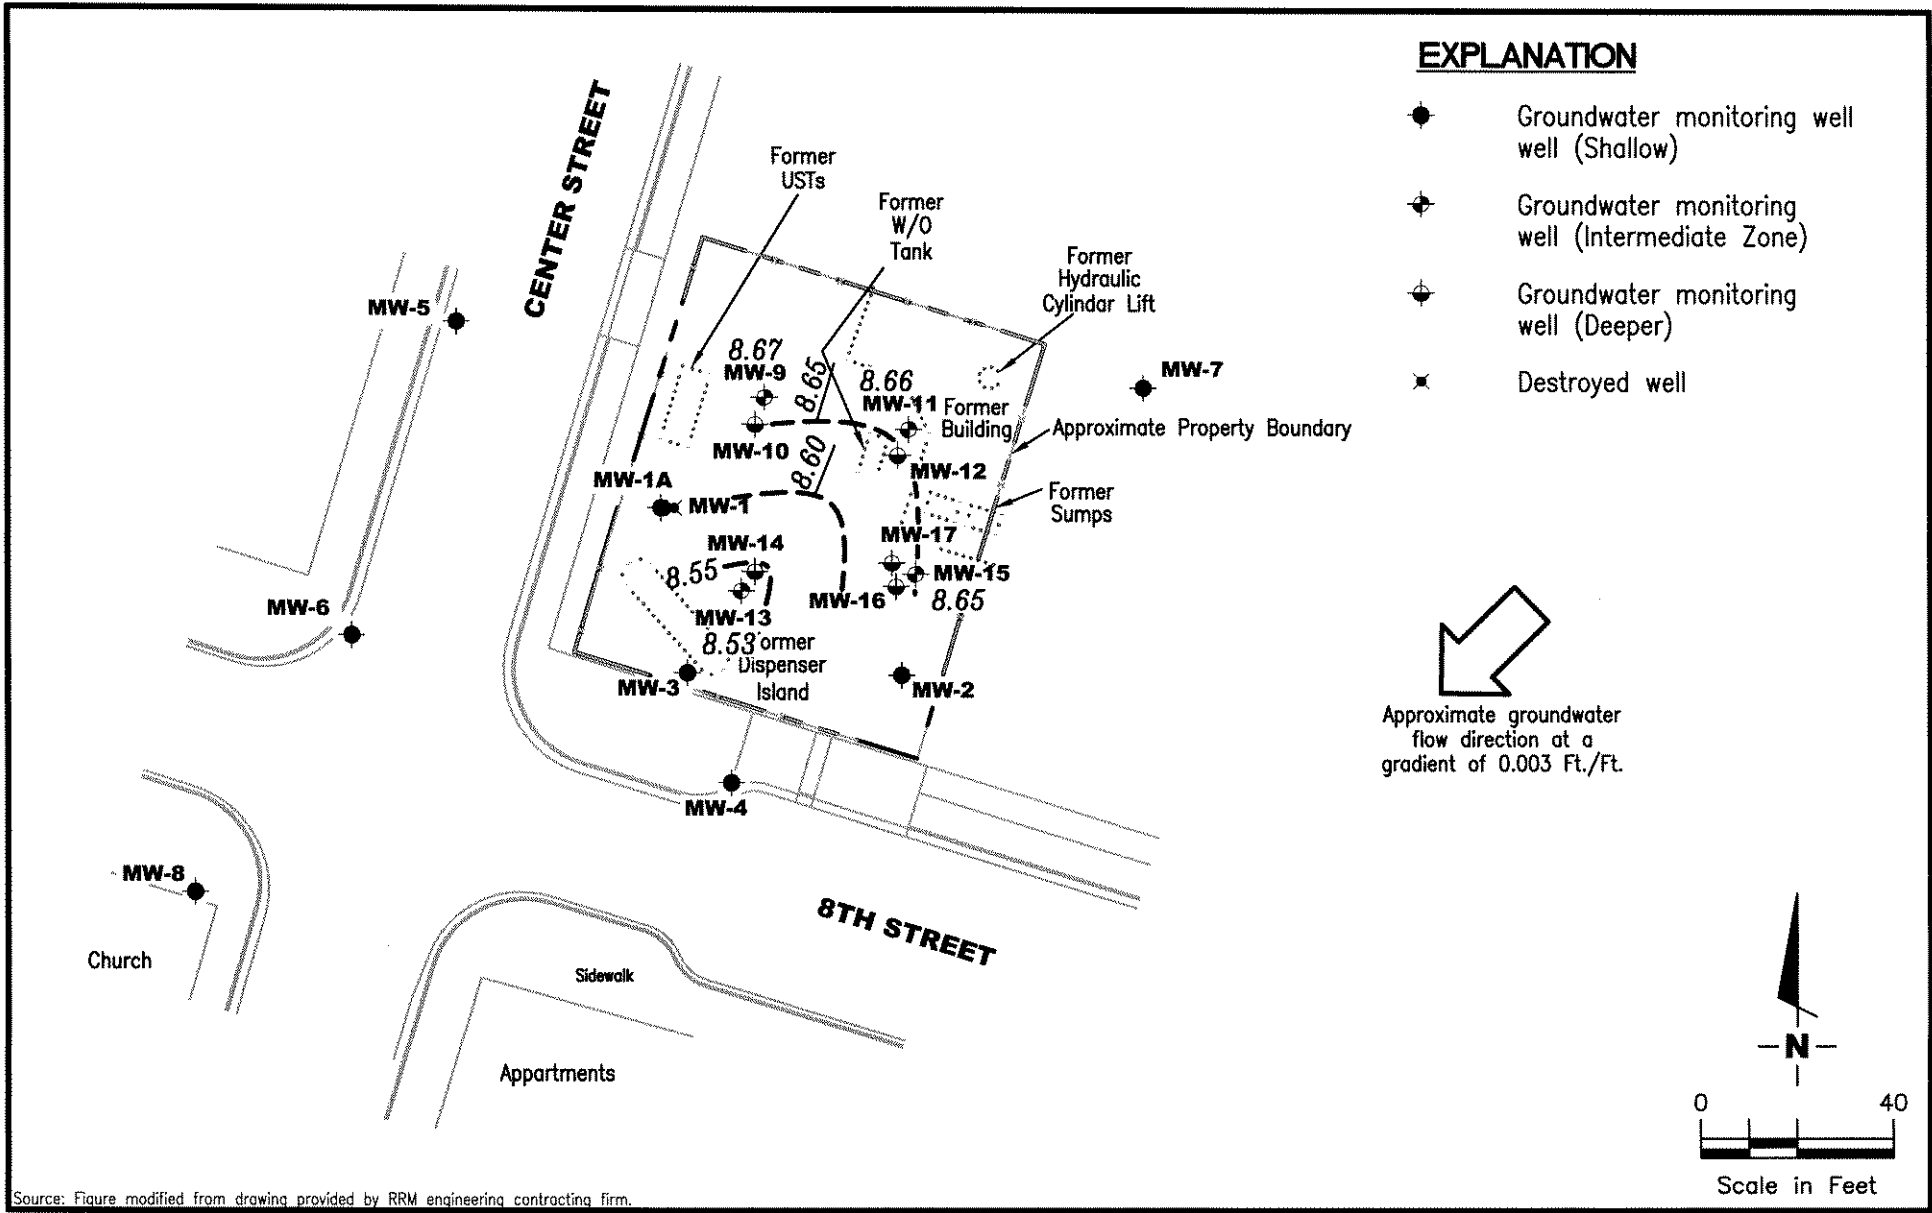 EXPLANATION
Groundwater monitoring well
well (Shallow)
Groundwater monitoring
well (Intermediate Zone)
Groundwater monitoring
well (Deeper)
Destroyed well
CENTER STREET
Former
USTs
Former
W/O
Tank
Former
Hydraulic
Cylindar Lift
MW-5
MW-7
8.67
MW-9
8.65
8.66
MW-11
Former
Building
Approximate Property Boundary
MW-10
8.60
MW-12
MW-1A
MW-1
Former
Sumps
MW-17
MW-14
8.55
MW-15
MW-16
8.65
MW-6
MW-13
8.53
ormer
Dispenser
Island
MW-3
MW-2
Approximate groundwater
flow direction at a
gradient of 0.003 Ft./Ft.
MW-4
MW-8
8TH STREET
Church
Sidewalk
Appartments
N
0 40
Scale in Feet
Source: Figure modified from drawing provided by RRM engineering contracting firm.